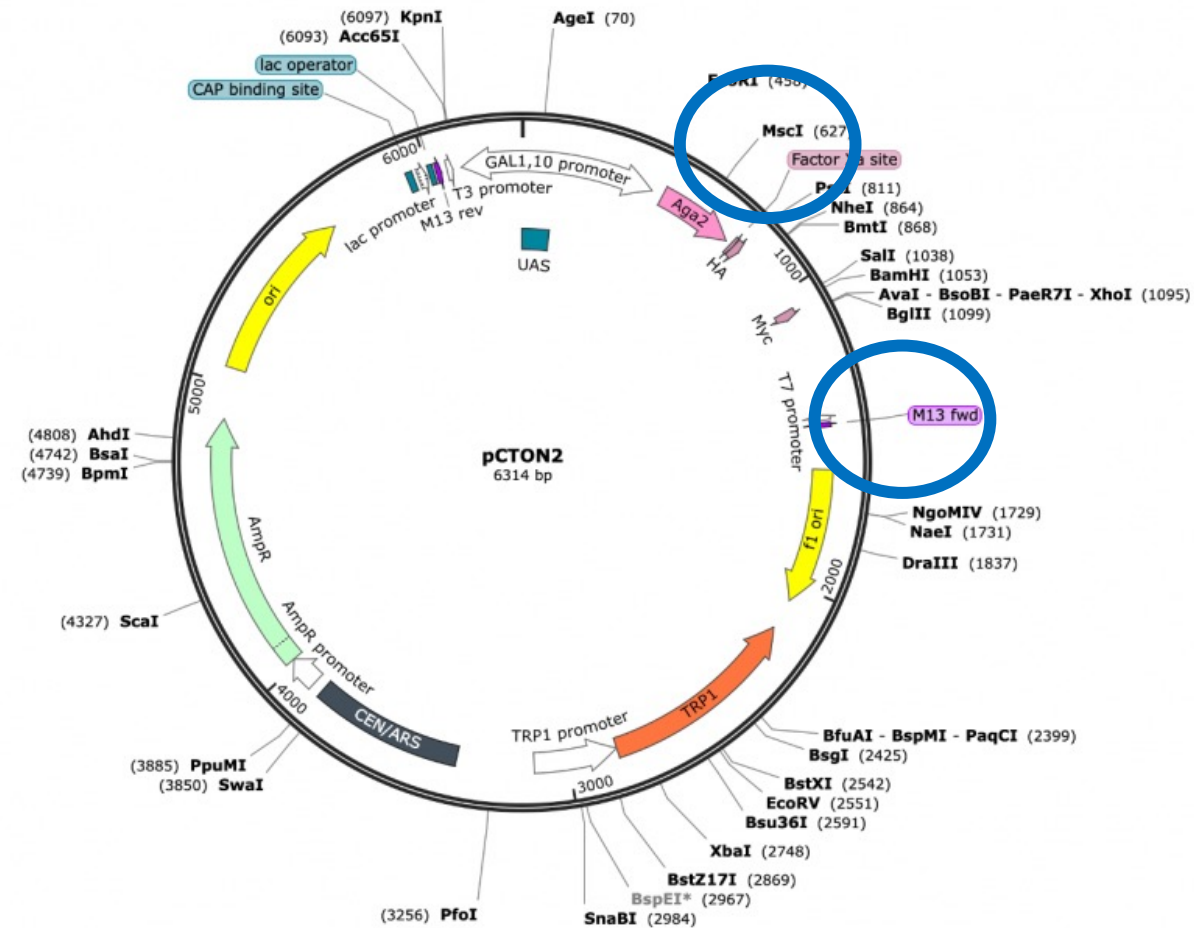 (6097) KpnI
AgeI (70)
(6093) Acc65I
lac operator
CAP binding site
MscI (627)
Factor Xa site
(811)
NheI (864)
BmtI (868)
SalI (1038)
BamHI (1053)
AvaI - BsoBI - PaeR7I - XhoI (1095)
BglII (1099)
6000
GAL1,10 promoter
T3 promoter
M13 rev
lac promoter
Aga2
HA
UAS
1000
Myc
ori
T7 promoter
M13 fwd
5000
(4808) AhdI
(4742) BsaI
(4739) BpmI
pCTON2
6314 bp
NgoMIV (1729)
NaeI (1731)
f1 ori
DraIII (1837)
2000
AmpR
(4327) ScaI
AmpR promoter
4000
CEN/ARS
TRP1 promoter
TRP1
3000
BfuAI - BspMI - PaqCI (2399)
BsgI (2425)
(3885) PpuMI
(3850) SwaI
BstXI (2542)
EcoRV (2551)
Bsu36I (2591)
XbaI (2748)
BstZ17I (2869)
BspEI* (2967)
(3256) PfoI
SnaBI (2984)